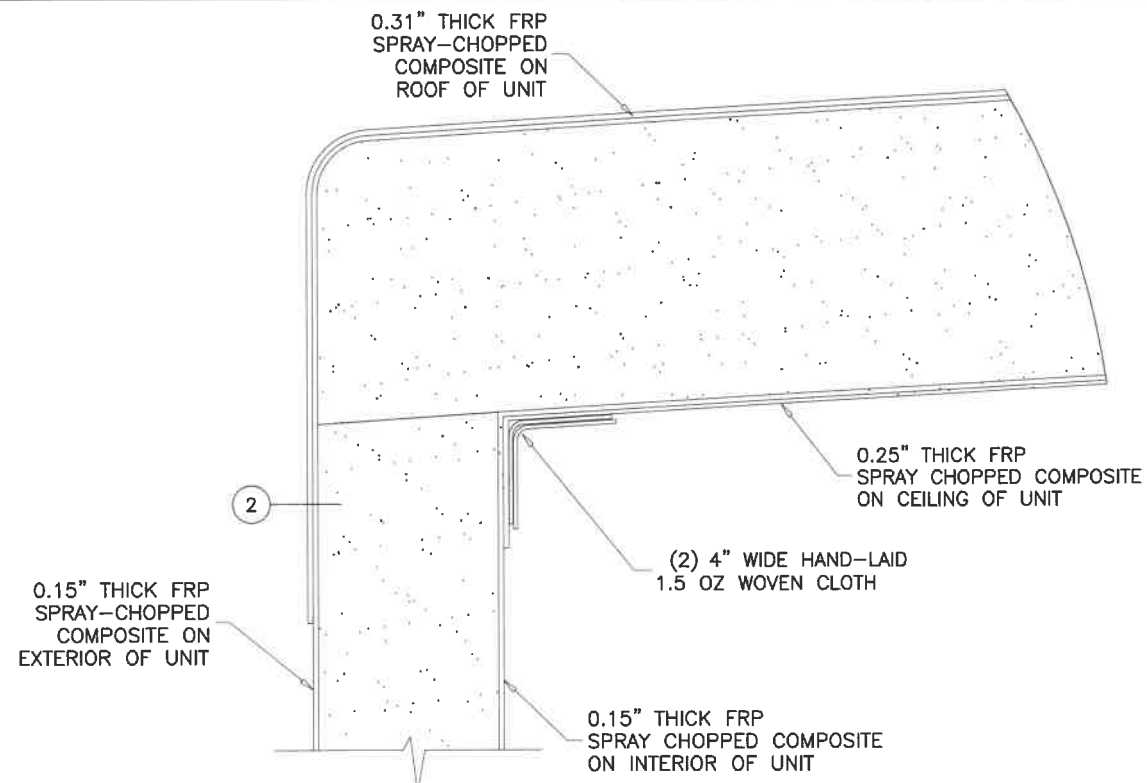 0.31" THICK FRP
SPRAY-CHOPPED
COMPOSITE ON
ROOF OF UNIT
0.25" THICK FRP
SPRAY CHOPPED COMPOSITE
ON CEILING OF UNIT
2
(2) 4" WIDE HAND-LAID
1.5 OZ WOVEN CLOTH
0.15" THICK FRP
SPRAY-CHOPPED
COMPOSITE ON
EXTERIOR OF UNIT
0.15" THICK FRP
SPRAY CHOPPED COMPOSITE
ON INTERIOR OF UNIT